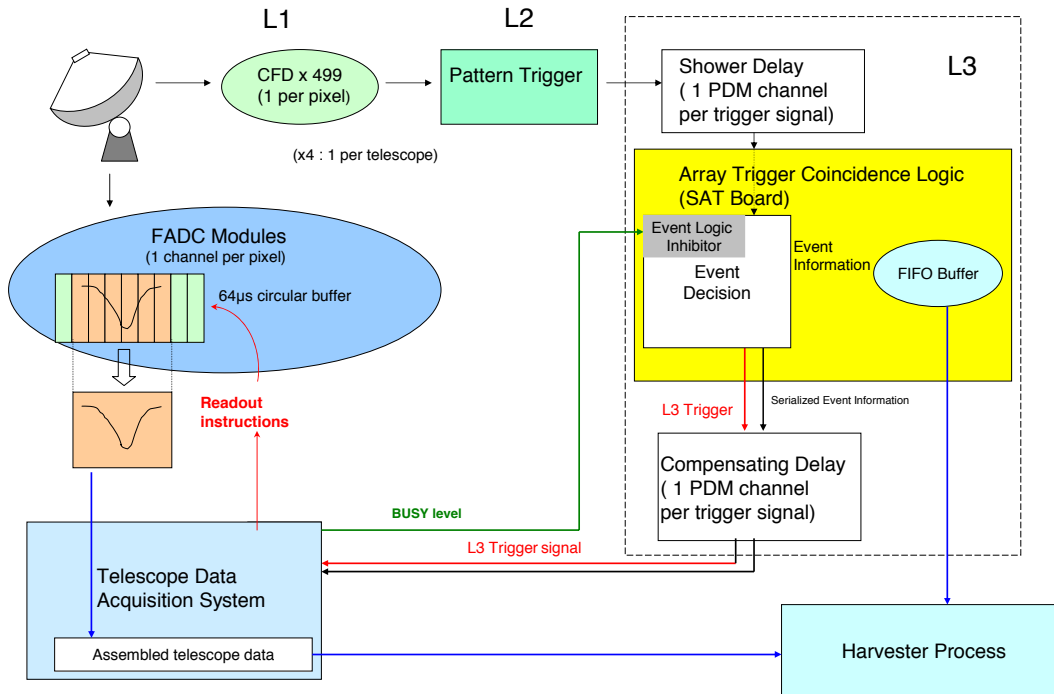 L1
L2
L3
CFD x 499
(1 per pixel)
Pattern Trigger
Shower Delay
( 1 PDM channel
per trigger signal)
(x4 : 1 per telescope)
Array Trigger Coincidence Logic
(SAT Board)
Event Logic
Inhibitor
Event
Decision
Event
Information
FIFO Buffer
FADC Modules
(1 channel per pixel)
64µs circular buffer
Readout
instructions
L3 Trigger
Serialized Event Information
Compensating Delay
( 1 PDM channel
per trigger signal)
BUSY level
L3 Trigger signal
Telescope Data
Acquisition System
Assembled telescope data
Harvester Process